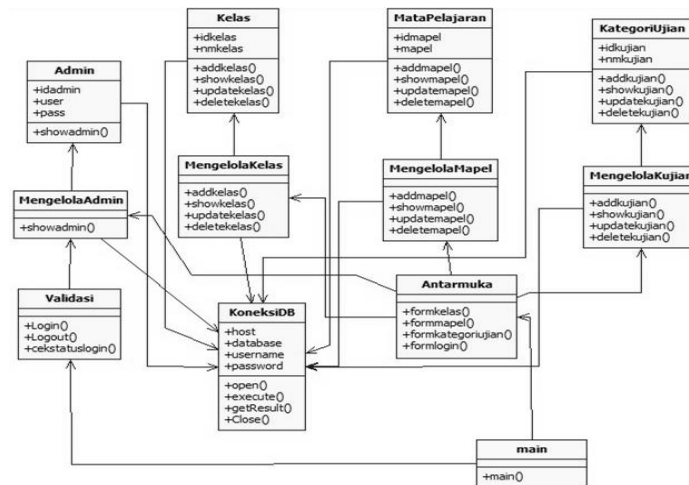 Kelas
+idkelas
+nmkelas
+addkelas()
+showkelas()
+updatekelas()
+deletekelas()
MataPelajaran
+idmapel
+mapel
+addmapel()
+showmapel()
+updatemapel()
+deletemapel()
KategoriUjian
+idkujian
+nmkujian
+addkujian()
+showkujian()
+updatekujian()
+deletekujian()
Admin
+idadmin
+user
+pass
+showadmin()
MengelolaKelas
+addkelas()
+showkelas()
+updatekelas()
+deletekelas()
MengelolaMapel
+addmapel()
+showmapel()
+updatemapel()
+deletemapel()
MengelolaKujian
+addkujian()
+showkujian()
+updatekujian()
+deletekujian()
MengelolaAdmin
+showadmin()
Validasi
+Login()
+Logout()
+cekstatuslogin()
KoneksiDB
+host
+database
+username
+password
+open()
+execute()
+getResult()
+Close()
Antarmuka
+formkelas()
+formmapel()
+formkategoriujian()
+formlogin()
main
+main()